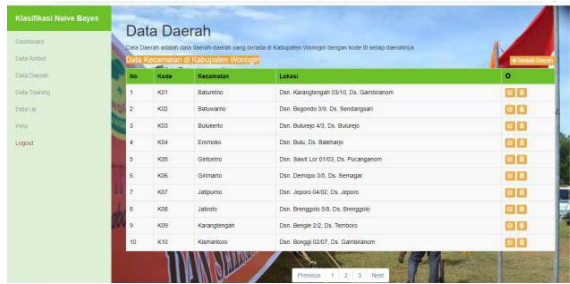 Klasifikasi Naive Bayes
Dashboard
Data Atribut
Data Daerah
Data Training
Data Uji
Peta
Logout
Data Daerah
Data Daerah adalah data daerah-daerah yang berada di Kabupaten Wonogiri dengan kode di setiap daerahnya
Data Kecamatan di Kabupaten Wonogiri
Tambah Daerah
No Kode Kecamatan Lokasi
1 K01 Baturetno Dsn. Karangtengah 03/10, Ds. Gambiranom
2 K02 Batuwarno Dsn. Begondo 3/9, Ds. Sendangsari
3 K03 Bulukerto Dsn. Bulurejo 4/3, Ds. Bulurejo
4 K04 Eromoko Dsn. Bulu, Ds. Baleharjo
5 K05 Giritontro Dsn. Sawit Lor 01/03, Ds. Pucanganom
6 K06 Girimarto Dsn. Dempo 3/5, Ds. Semagar
7 K07 Jatipurno Dsn. Jeporo 04/02, Ds. Jeporo
8 K08 Jatiroto Dsn. Brenggolo 5/8, Ds. Brenggolo
9 K09 Karangtengah Dsn. Bengle 2/2, Ds. Temboro
10 K10 Kismantoro Dsn. Bonggi 02/07, Ds. Gambiranom
Previous 1 2 3 Next